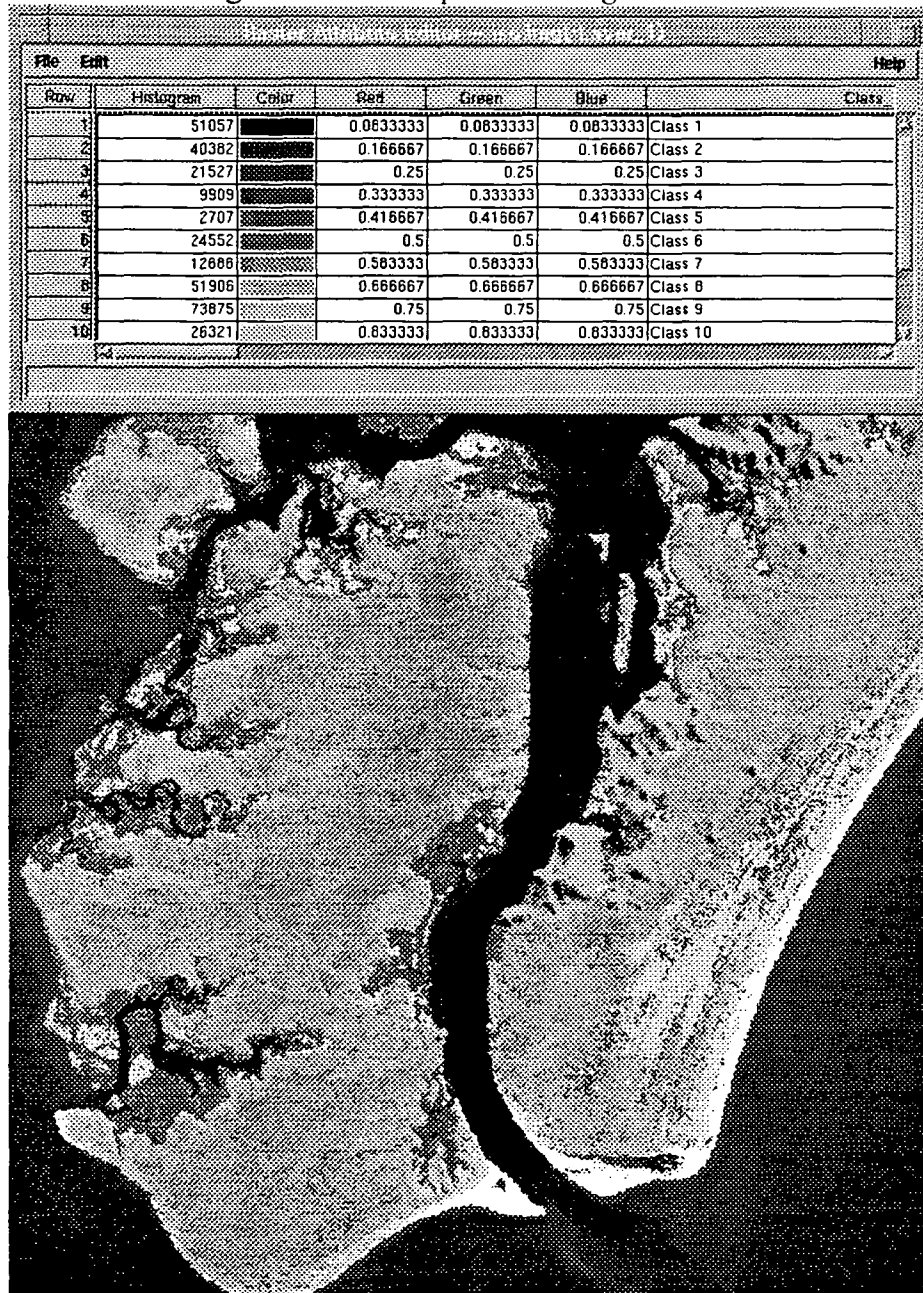 Raster Attribute Editor
File Edit Help
Row Histogram Color Red Green Blue Class
1 51057 0.0833333 0.0833333 0.0833333 Class 1
2 40382 0.166667 0.166667 0.166667 Class 2
3 21527 0.25 0.25 0.25 Class 3
4 9909 0.333333 0.333333 0.333333 Class 4
5 2707 0.416667 0.416667 0.416667 Class 5
6 24552 0.5 0.5 0.5 Class 6
7 12686 0.583333 0.583333 0.583333 Class 7
8 51906 0.666667 0.666667 0.666667 Class 8
9 73875 0.75 0.75 0.75 Class 9
10 26321 0.833333 0.833333 0.833333 Class 10